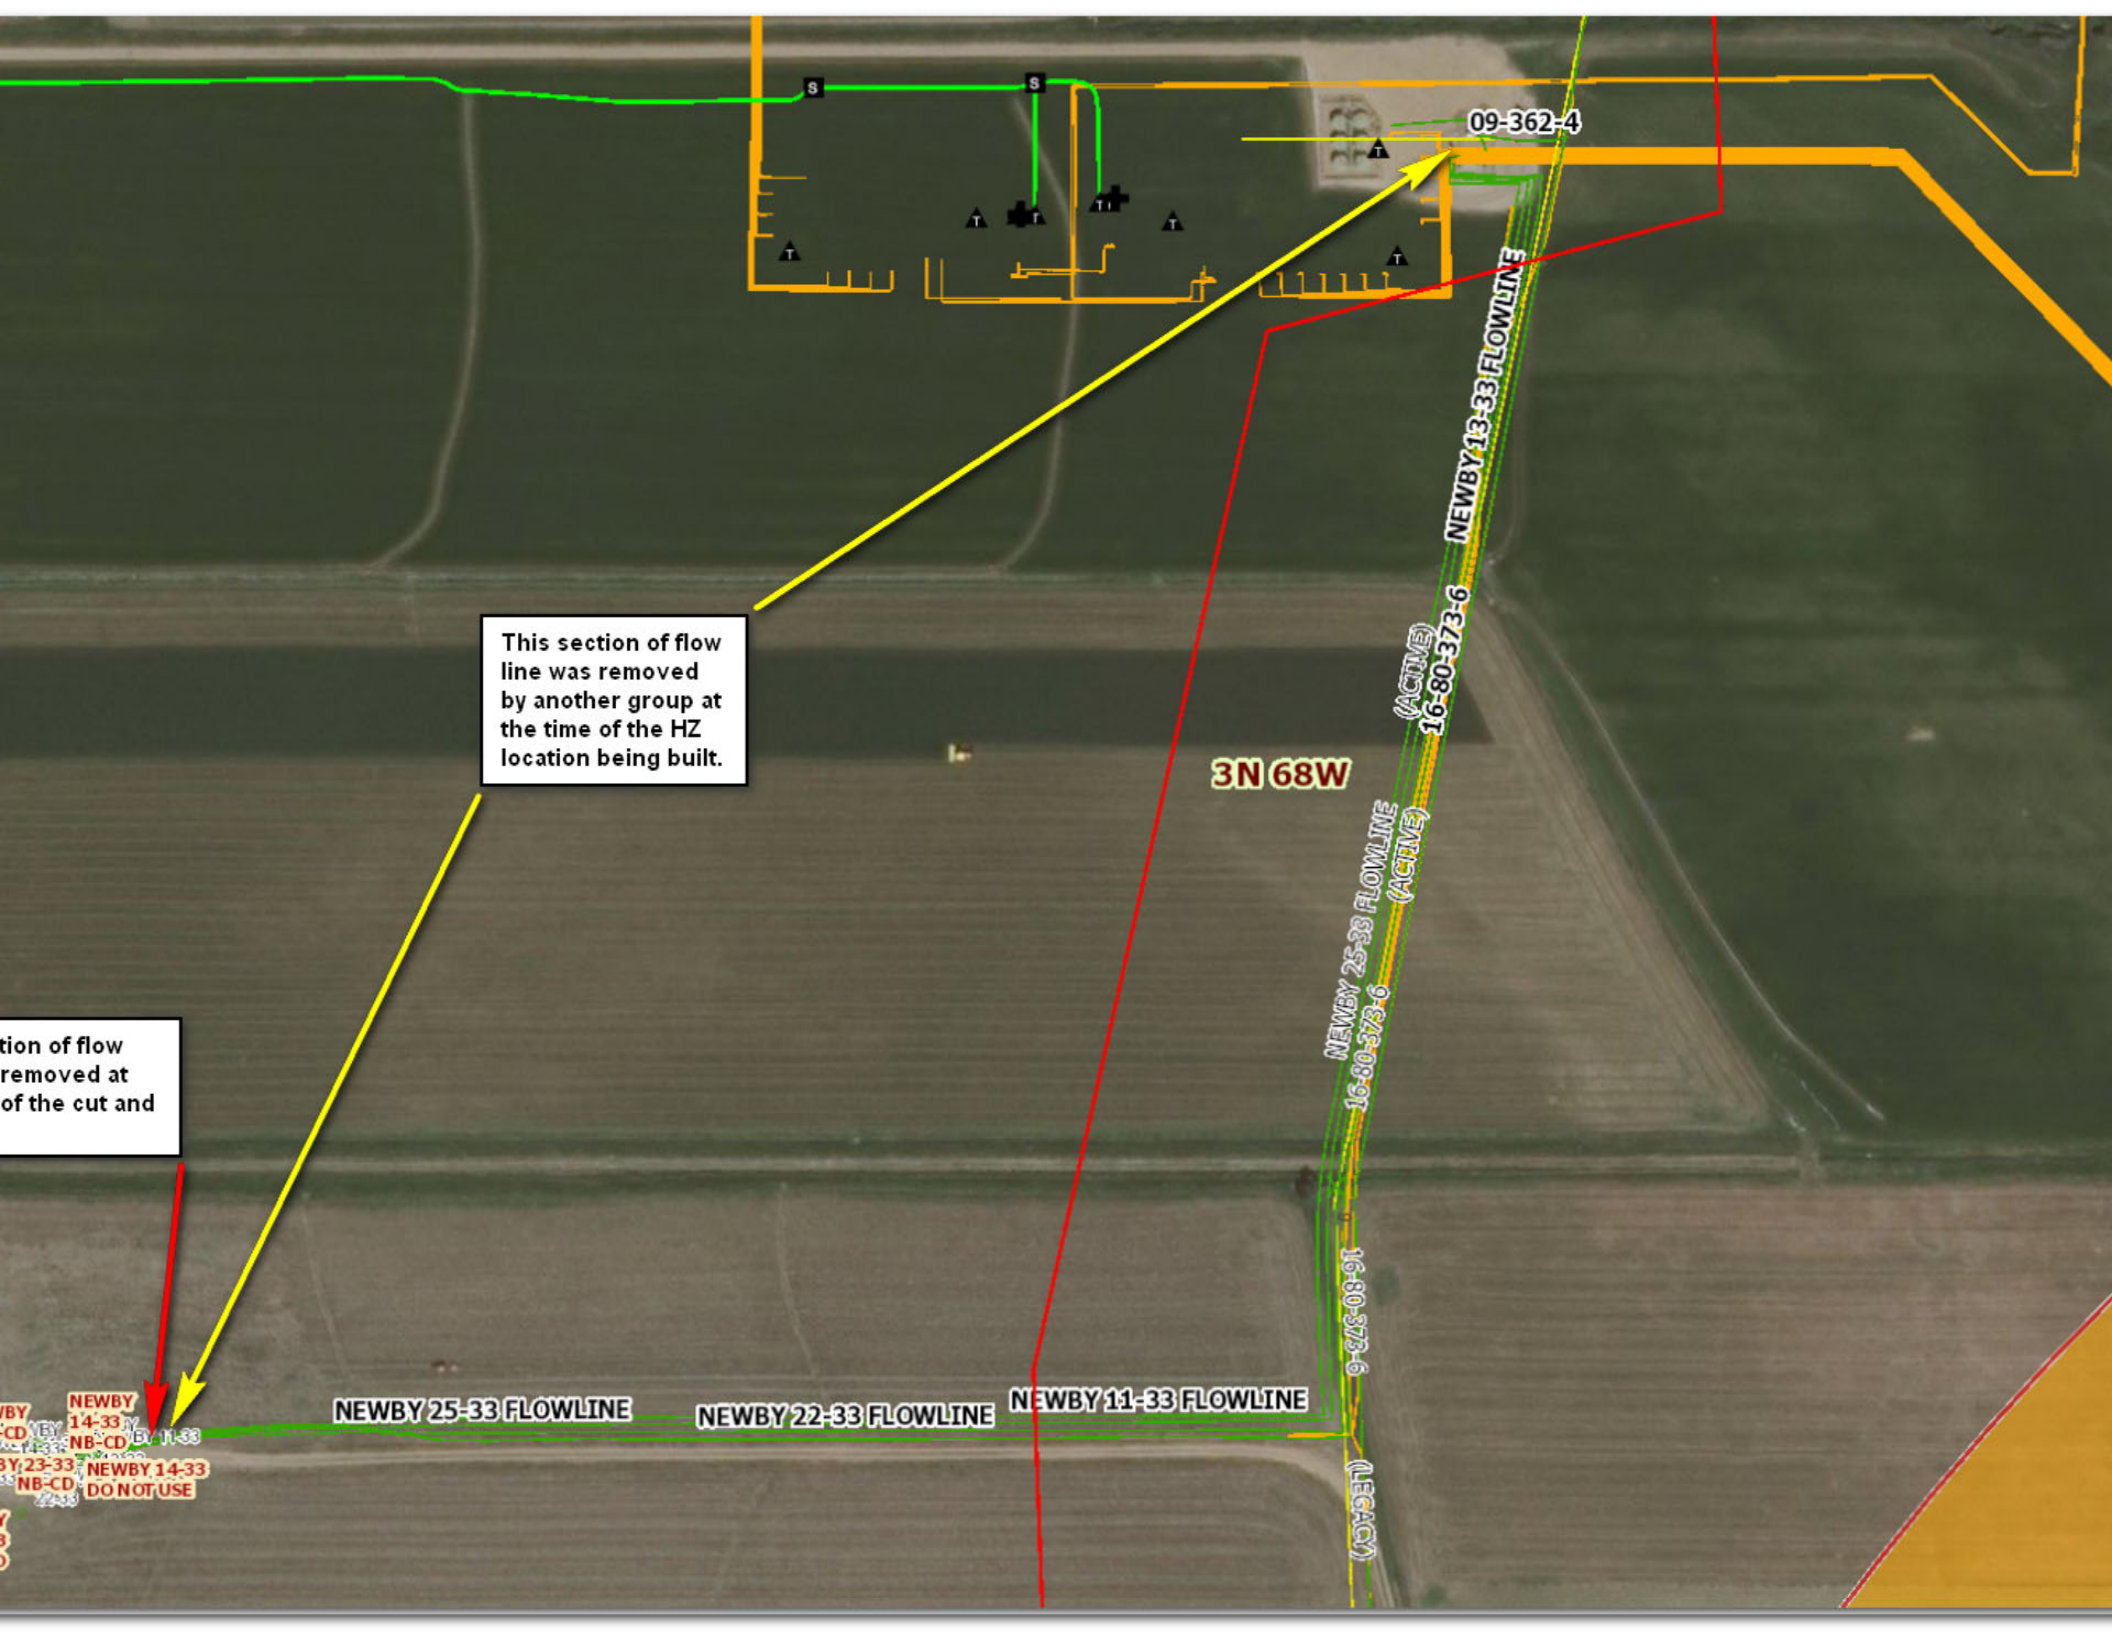 S
S
09-362-4
T
T
T
T
T
T
NEWBY 13-33 FLOWLINE
16-80-373-6
(ACTIVE)
This section of flow
line was removed
by another group at
the time of the HZ
location being built.
3N 68W
NEWBY 25-33 FLOWLINE
(ACTIVE)
16-80-373-6
tion of flow
removed at
of the cut and
16-80-373-6
NEWBY 25-33 FLOWLINE
NEWBY 22-33 FLOWLINE
NEWBY 11-33 FLOWLINE
NEWBY
14-33
NB-CD
11-33
23-33
NB-CD
NEWBY 14-33
DO NOT USE
(LEGACY)